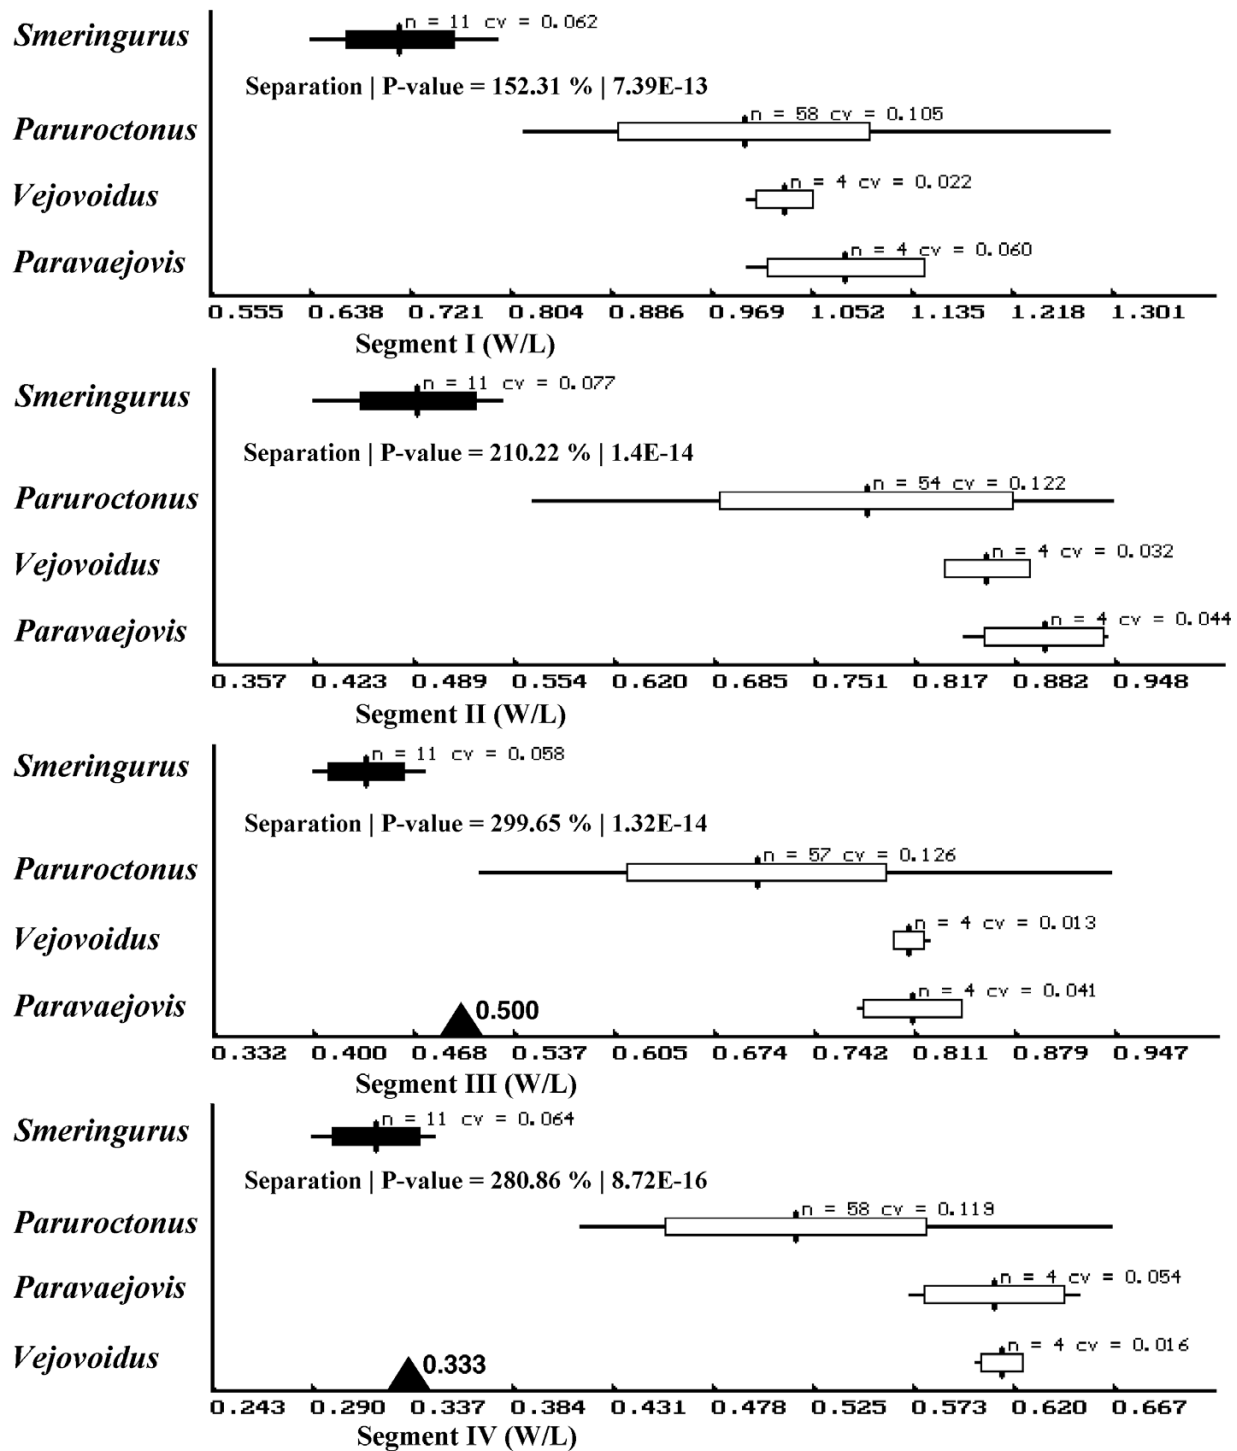 Smeringurus n = 11 cv = 0.062
Separation | P-value = 152.31 % | 7.39E-13
Paruroctonus n = 58 cv = 0.105
Vejovoidus n = 4 cv = 0.022
Paravaejovis n = 4 cv = 0.060
0.555 0.638 0.721 0.804 0.886 0.969 1.052 1.135 1.218 1.301
Segment I (W/L)
Smeringurus n = 11 cv = 0.077
Separation | P-value = 210.22 % | 1.4E-14
Paruroctonus n = 54 cv = 0.122
Vejovoidus n = 4 cv = 0.032
Paravaejovis n = 4 cv = 0.044
0.357 0.423 0.489 0.554 0.620 0.685 0.751 0.817 0.882 0.948
Segment II (W/L)
Smeringurus n = 11 cv = 0.058
Separation | P-value = 299.65 % | 1.32E-14
Paruroctonus n = 57 cv = 0.126
Vejovoidus n = 4 cv = 0.013
Paravaejovis 0.500 n = 4 cv = 0.041
0.332 0.400 0.468 0.537 0.605 0.674 0.742 0.811 0.879 0.947
Segment III (W/L)
Smeringurus n = 11 cv = 0.064
Separation | P-value = 280.86 % | 8.72E-16
Paruroctonus n = 58 cv = 0.119
Paravaejovis n = 4 cv = 0.054
Vejovoidus 0.333 n = 4 cv = 0.016
0.243 0.290 0.337 0.384 0.431 0.478 0.525 0.573 0.620 0.667
Segment IV (W/L)